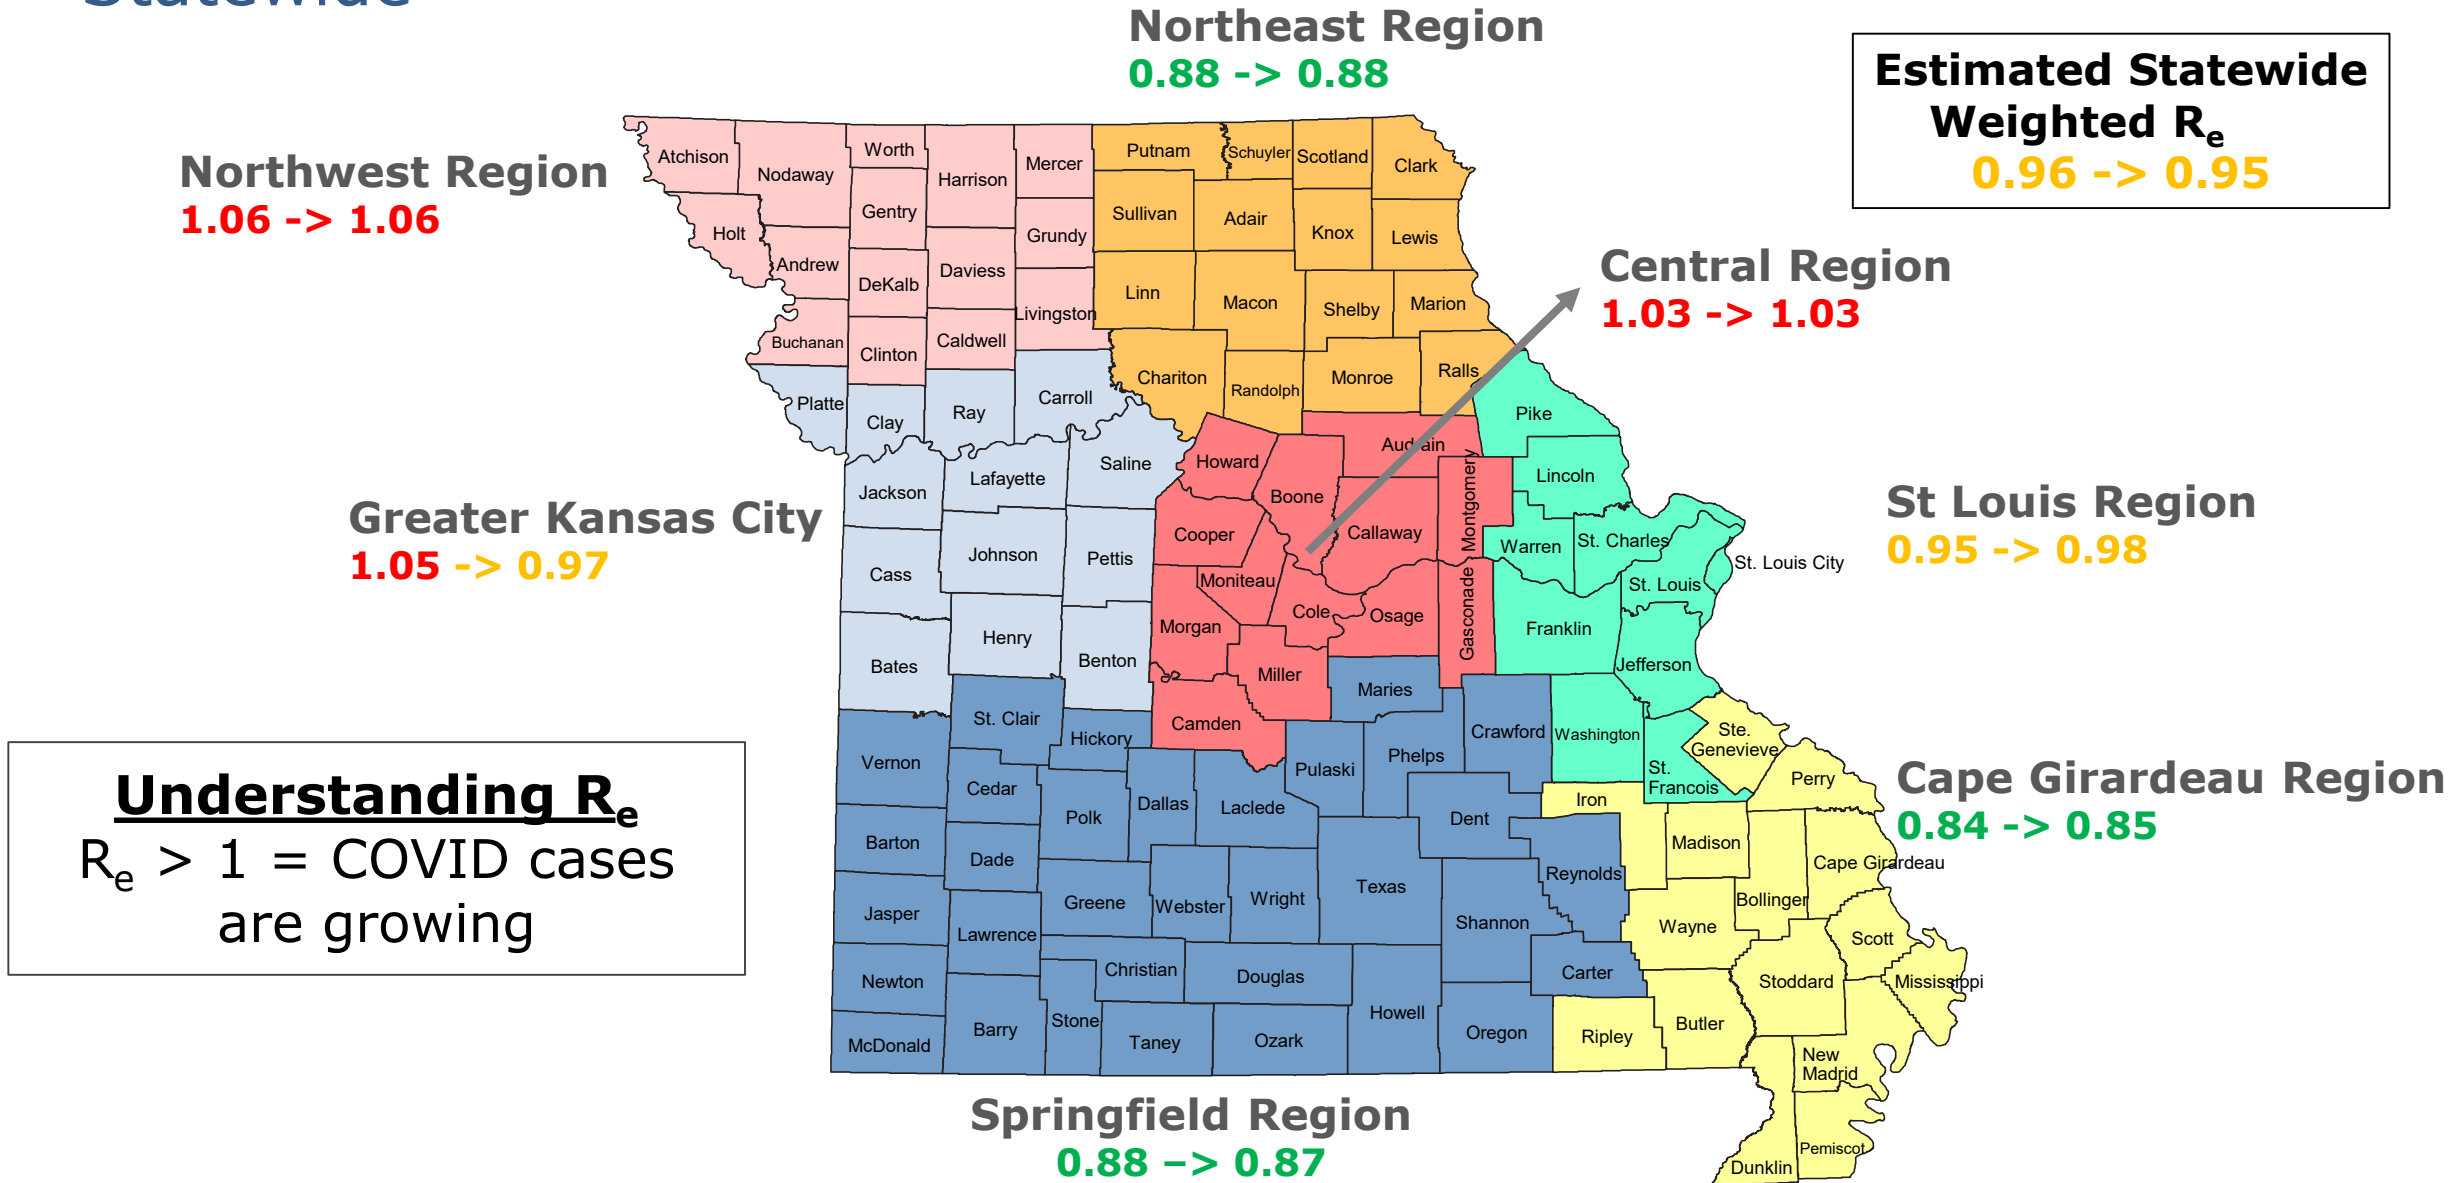 Statewide
Northeast Region
0.88 -> 0.88
Estimated Statewide
Weighted Re
0.96 -> 0.95
Northwest Region
1.06 -> 1.06
Central Region
1.03 -> 1.03
Greater Kansas City
1.05 -> 0.97
St Louis Region
0.95 -> 0.98
Understanding Re
Re > 1 = COVID cases
are growing
Cape Girardeau Region
0.84 -> 0.85
Springfield Region
0.88 –> 0.87
Atchison
Nodaway
Worth
Harrison
Mercer
Putnam
Schuyler
Scotland
Clark
Gentry
Holt
Andrew
Grundy
Sullivan
Adair
Knox
Lewis
DeKalb
Daviess
Livingston
Linn
Macon
Shelby
Marion
Buchanan
Clinton
Caldwell
Chariton
Randolph
Monroe
Ralls
Platte
Clay
Ray
Carroll
Pike
Audrain
Howard
Boone
Saline
Lafayette
Jackson
Lincoln
Montgomery
Callaway
Cooper
Warren
St. Charles
St. Louis City
St. Louis
Johnson
Pettis
Cass
Moniteau
Cole
Osage
Gasconade
Franklin
Morgan
Henry
Benton
Bates
Miller
Jefferson
Maries
Camden
St. Clair
Hickory
Crawford
Washington
Ste.
Genevieve
Vernon
Phelps
Pulaski
St.
Francois
Perry
Cedar
Dallas
Laclede
Polk
Dent
Iron
Barton
Dade
Madison
Cape Girardeau
Reynolds
Texas
Jasper
Greene
Webster
Wright
Bollinger
Shannon
Wayne
Lawrence
Scott
Christian
Douglas
Carter
Stoddard
Mississippi
Newton
Howell
Stone
Barry
Butler
McDonald
Taney
Ozark
Oregon
Ripley
New
Madrid
Pemiscot
Dunklin